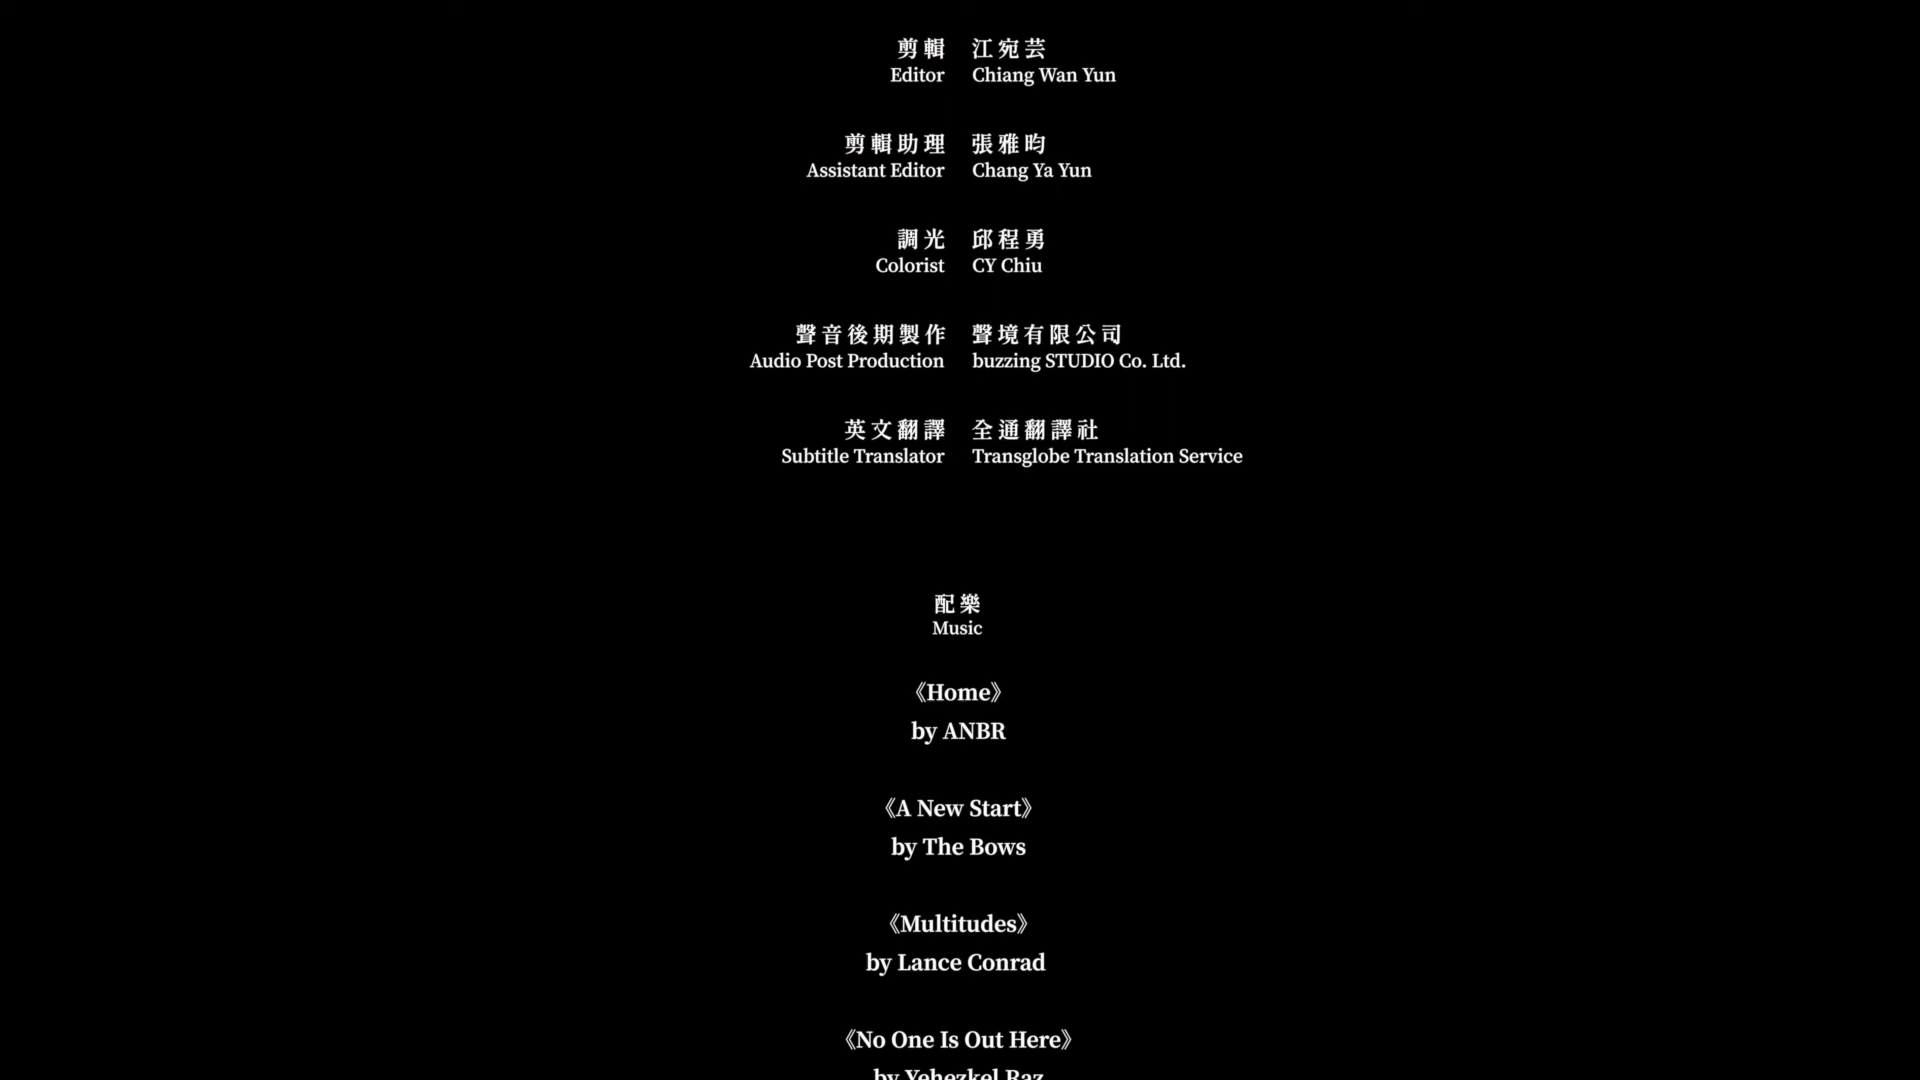 剪輯 江宛芸
Editor Chiang Wan Yun
剪輯助理 張雅昀
Assistant Editor Chang Ya Yun
調光 邱程勇
Colorist CY Chiu
聲音後期製作 聲境有限公司
Audio Post Production buzzing STUDIO Co. Ltd.
英文翻譯 全通翻譯社
Subtitle Translator Transglobe Translation Service
配樂
Music
《Home》
by ANBR
《A New Start》
by The Bows
《Multitudes》
by Lance Conrad
《No One Is Out Here》
by Yehezkel Raz